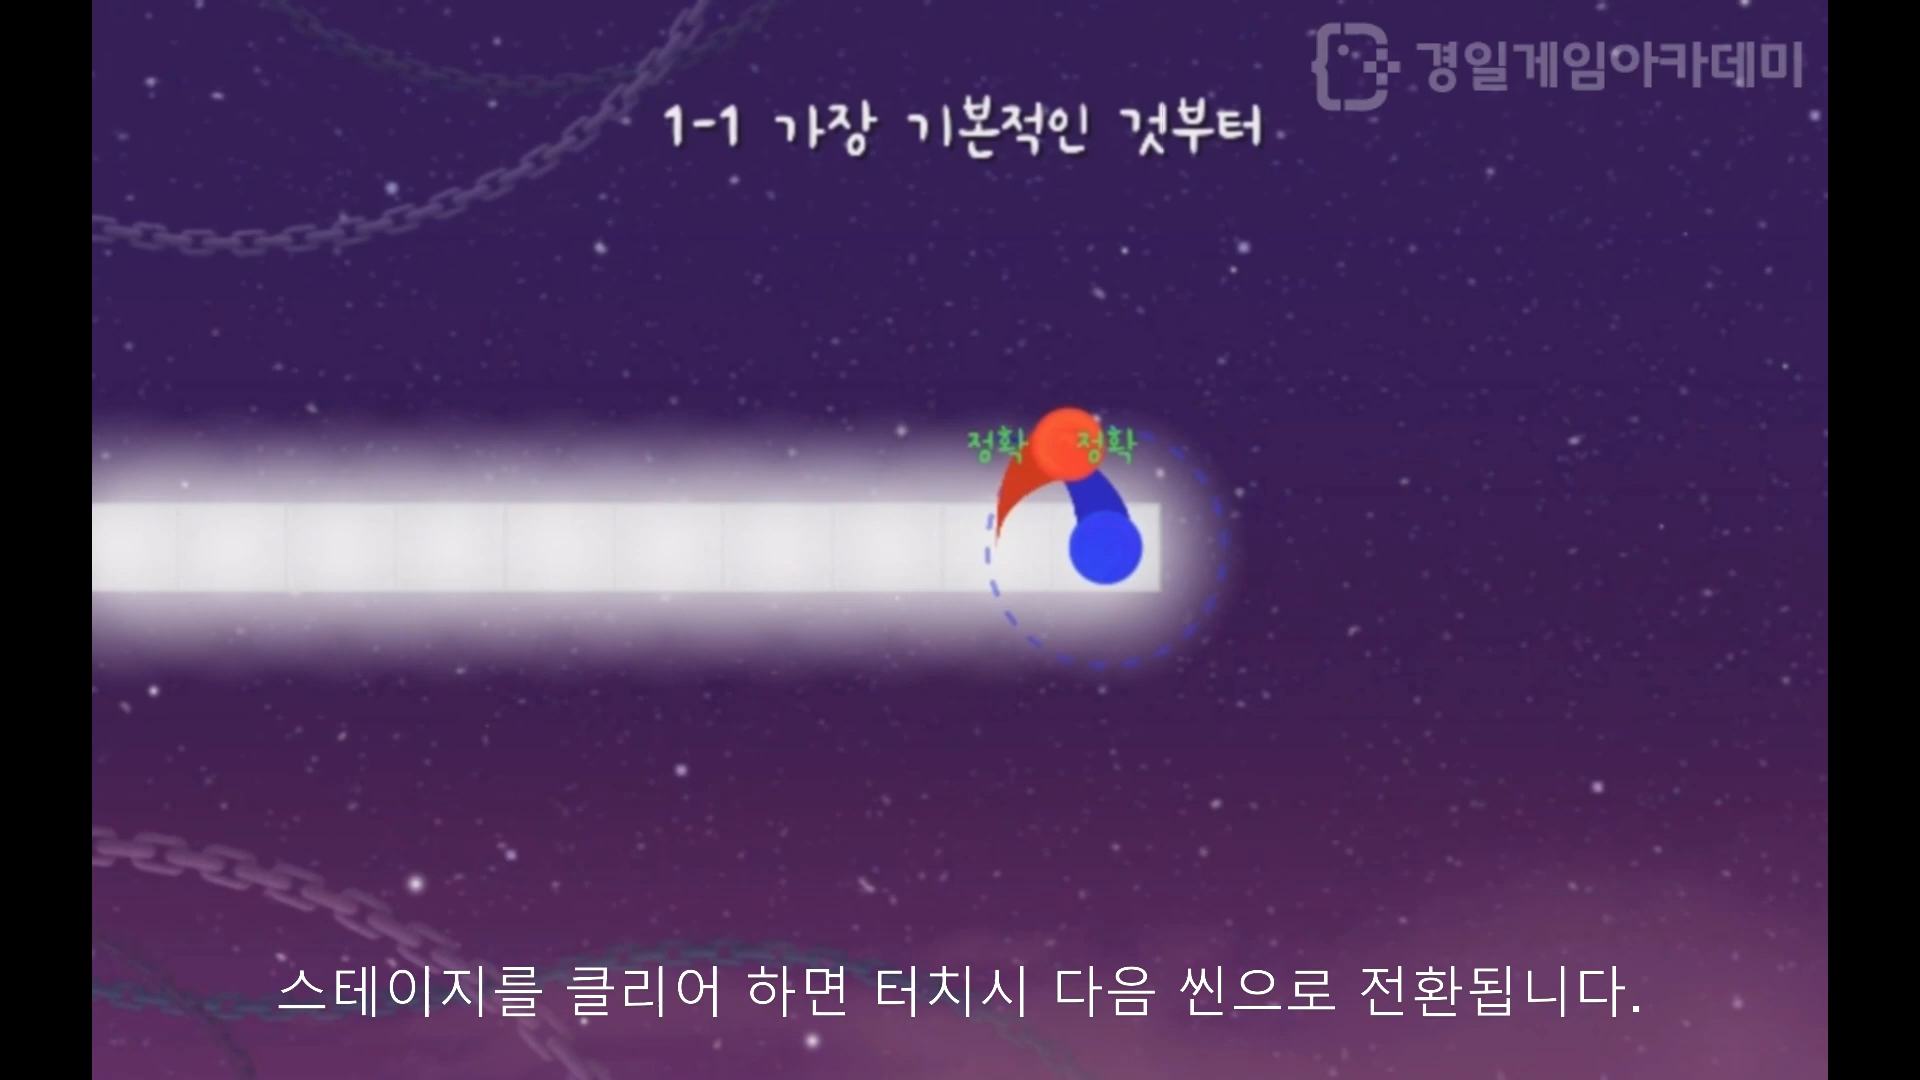 경일게임아카데미
1-1 가장 기본적인 것부터
정확 정확
스테이지를 클리어 하면 터치시 다음 씬으로 전환됩니다.